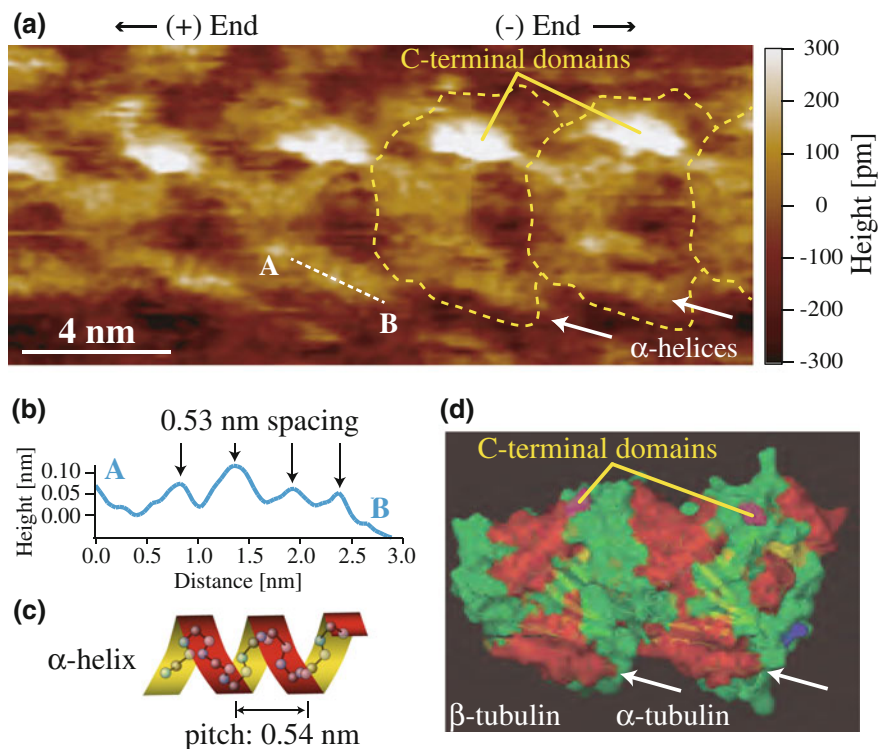 (a)
← (+) End
(-) End →
C-terminal domains
A
B
4 nm
α-helices
300
200
100
0
-100
-200
-300
Height [pm]
(b)
0.53 nm spacing
A
B
0.10
0.05
0.00
Height [nm]
0.0 0.5 1.0 1.5 2.0 2.5 3.0
Distance [nm]
(c)
α-helix
pitch: 0.54 nm
(d)
C-terminal domains
β-tubulin
α-tubulin